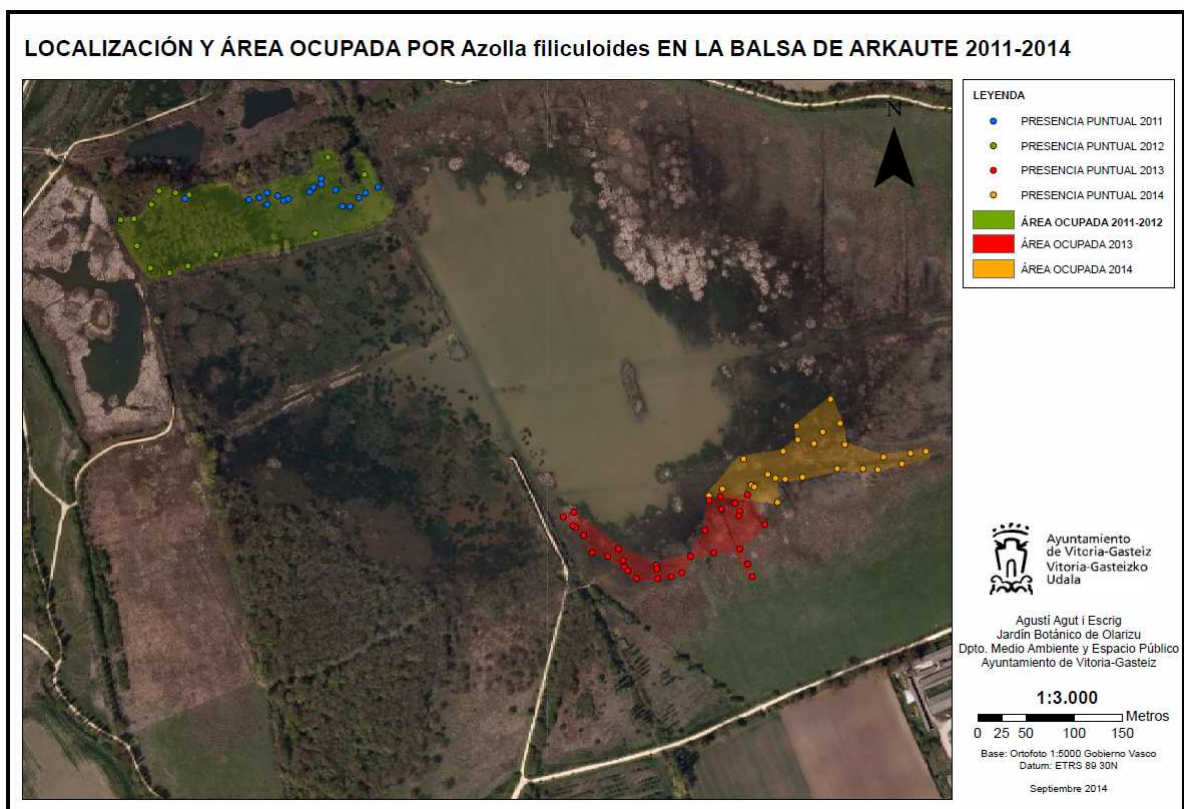 LOCALIZACIÓN Y ÁREA OCUPADA POR Azolla filiculoides EN LA BALSA DE ARKAUTE 2011-2014
N
LEYENDA
PRESENCIA PUNTUAL 2011
PRESENCIA PUNTUAL 2012
PRESENCIA PUNTUAL 2013
PRESENCIA PUNTUAL 2014
ÁREA OCUPADA 2011-2012
ÁREA OCUPADA 2013
ÁREA OCUPADA 2014
Ayuntamiento
de Vitoria-Gasteiz
Vitoria-Gasteizko
Udala
Agustí Agut i Escrig
Jardín Botánico de Olarizu
Dpto. Medio Ambiente y Espacio Público
Ayuntamiento de Vitoria-Gasteiz
1:3.000
Metros
0 25 50 100 150
Base: Ortofoto 1:5000 Gobierno Vasco
Datum: ETRS 89 30N
Septiembre 2014